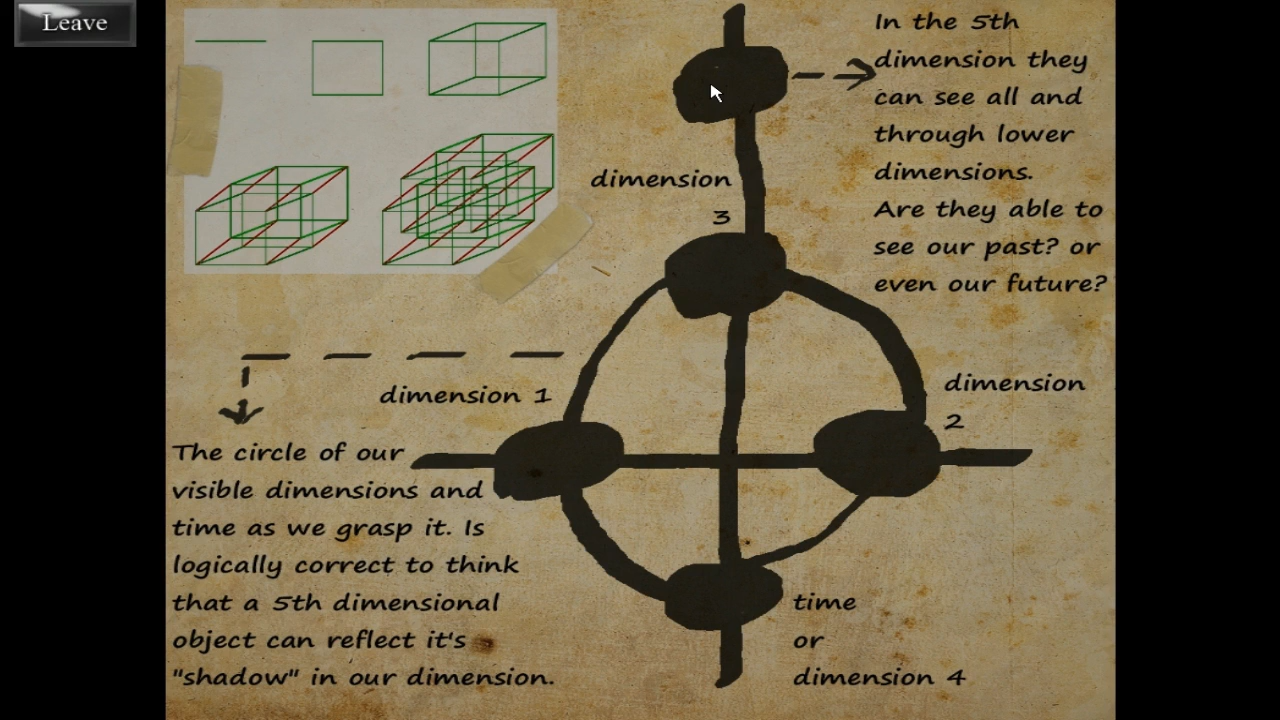 Leave
In the 5th
dimension they
can see all and
through lower
dimensions.
Are they able to
see our past? or
even our future?
dimension
3
dimension 1
dimension
2
The circle of our
visible dimensions and
time as we grasp it. Is
logically correct to think
that a 5th dimensional
object can reflect it's
"shadow" in our dimension.
time
or
dimension 4